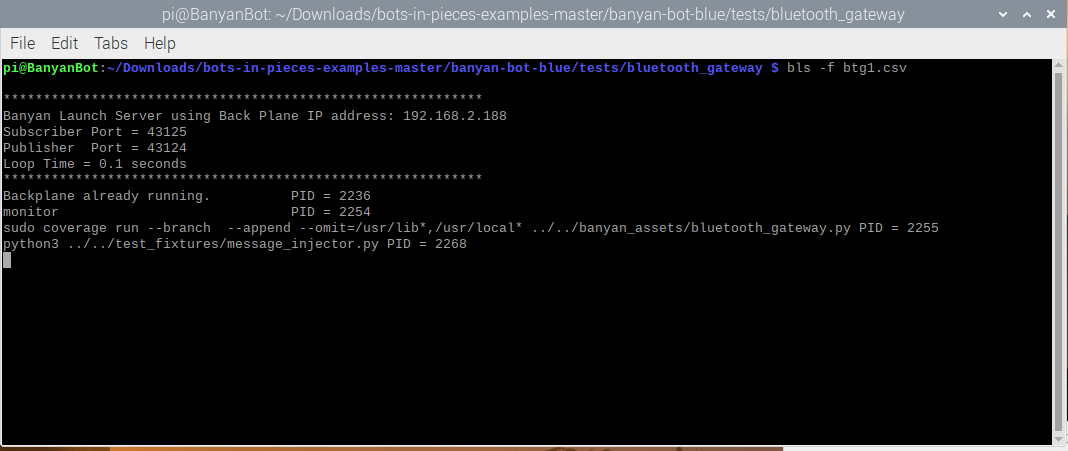 pi@BanyanBot: ~/Downloads/bots-in-pieces-examples-master/banyan-bot-blue/tests/bluetooth_gateway
File Edit Tabs Help
pi@BanyanBot:~/Downloads/bots-in-pieces-examples-master/banyan-bot-blue/tests/bluetooth_gateway $ bls -f btg1.csv
************************************************************
Banyan Launch Server using Back Plane IP address: 192.168.2.188
Subscriber Port = 43125
Publisher  Port = 43124
Loop Time = 0.1 seconds
************************************************************
Backplane already running.          PID = 2236
monitor                             PID = 2254
sudo coverage run --branch  --append --omit=/usr/lib*,/usr/local* ../../banyan_assets/bluetooth_gateway.py PID = 2255
python3 ../../test_fixtures/message_injector.py PID = 2268